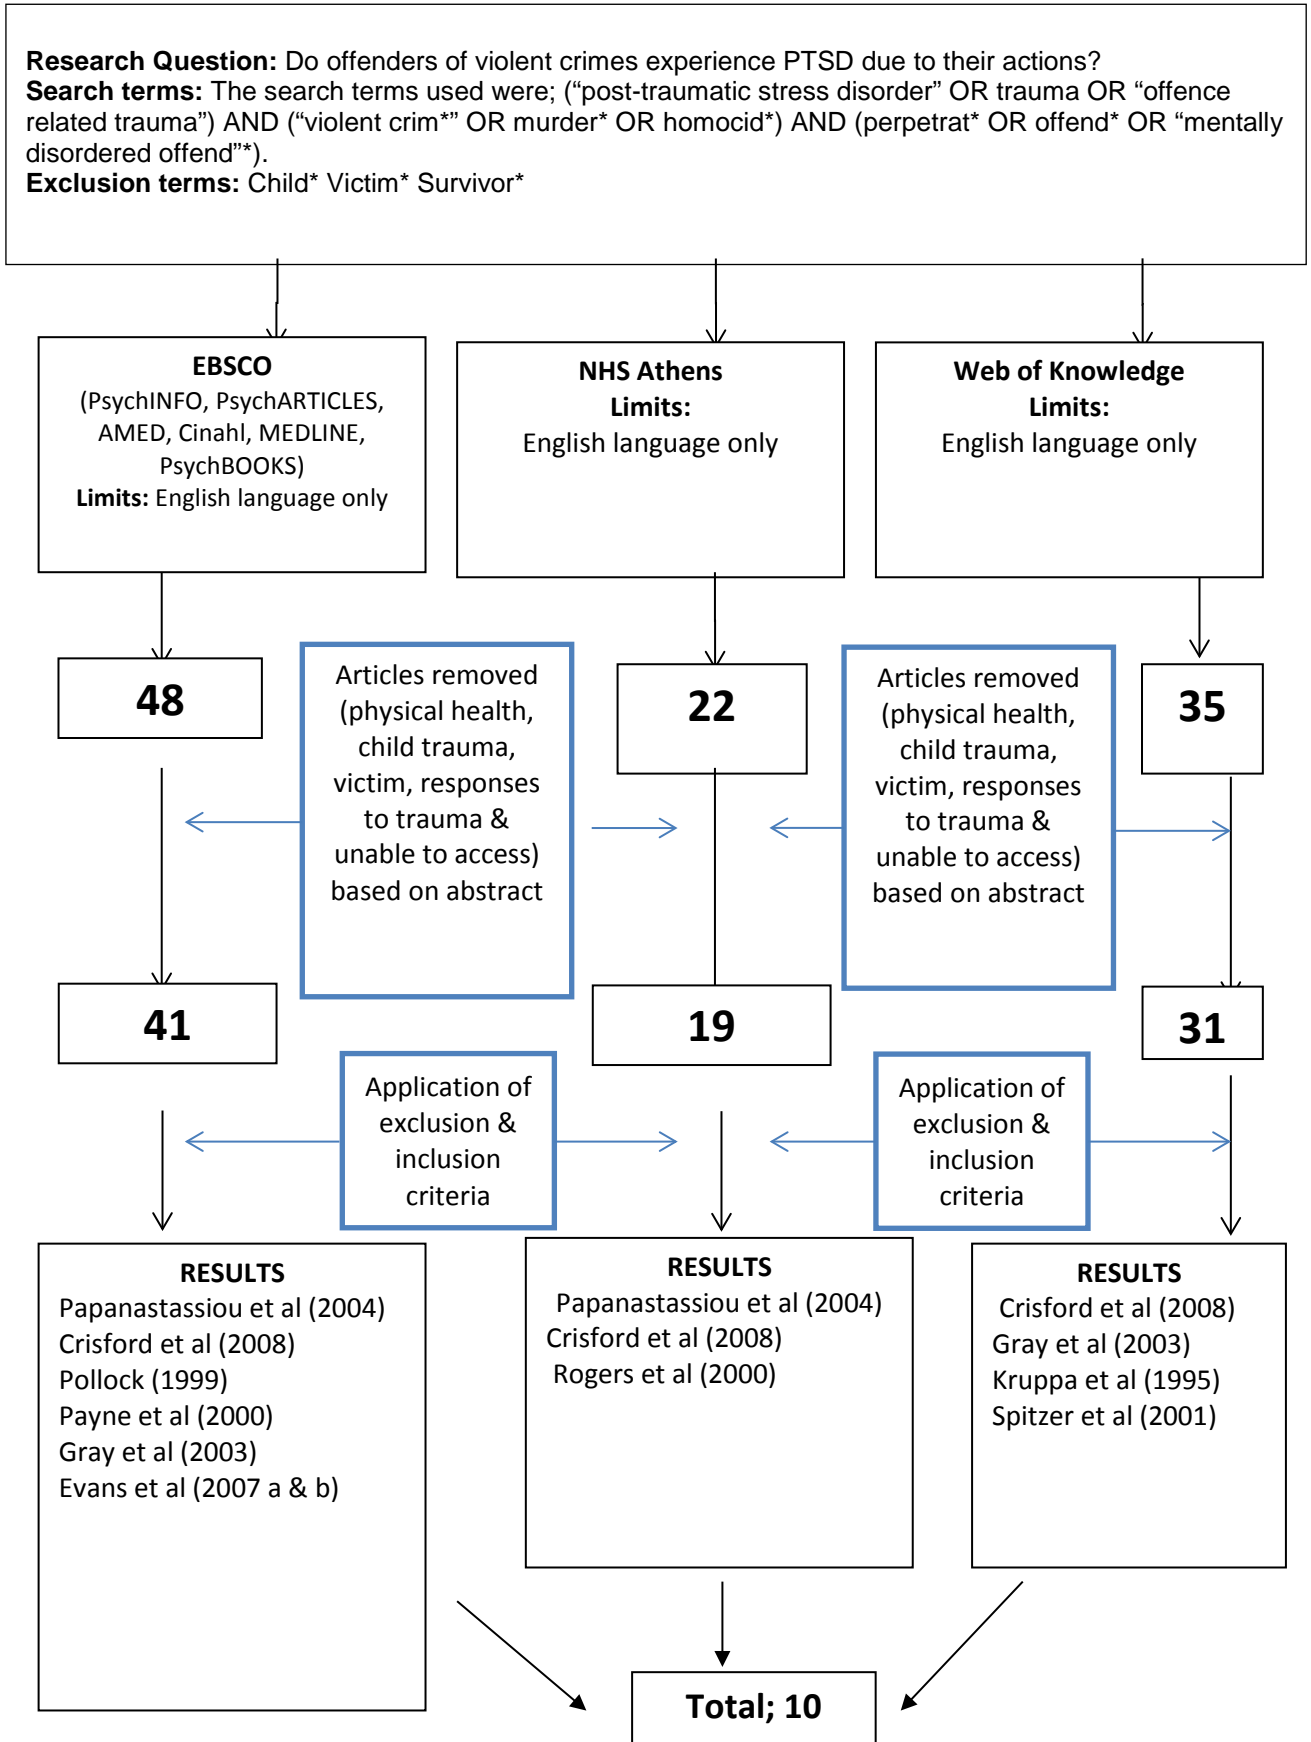 Research Question: Do offenders of violent crimes experience PTSD due to their actions?
Search terms: The search terms used were; (“post-traumatic stress disorder” OR trauma OR “offence
related trauma”) AND (“violent crim*” OR murder* OR homocid*) AND (perpetrat* OR offend* OR “mentally
disordered offend”*).
Exclusion terms: Child* Victim* Survivor*
EBSCO
(PsychINFO, PsychARTICLES,
AMED, Cinahl, MEDLINE,
PsychBOOKS)
Limits: English language only
NHS Athens
Limits:
English language only
Web of Knowledge
Limits:
English language only
48
Articles removed
(physical health,
child trauma,
victim, responses
to trauma &
unable to access)
based on abstract
22
Articles removed
(physical health,
child trauma,
victim, responses
to trauma &
unable to access)
based on abstract
35
41
19
31
Application of
exclusion &
inclusion
criteria
Application of
exclusion &
inclusion
criteria
RESULTS
Papanastassiou et al (2004)
Crisford et al (2008)
Pollock (1999)
Payne et al (2000)
Gray et al (2003)
Evans et al (2007 a & b)
RESULTS
Papanastassiou et al (2004)
Crisford et al (2008)
Rogers et al (2000)
RESULTS
Crisford et al (2008)
Gray et al (2003)
Kruppa et al (1995)
Spitzer et al (2001)
Total; 10